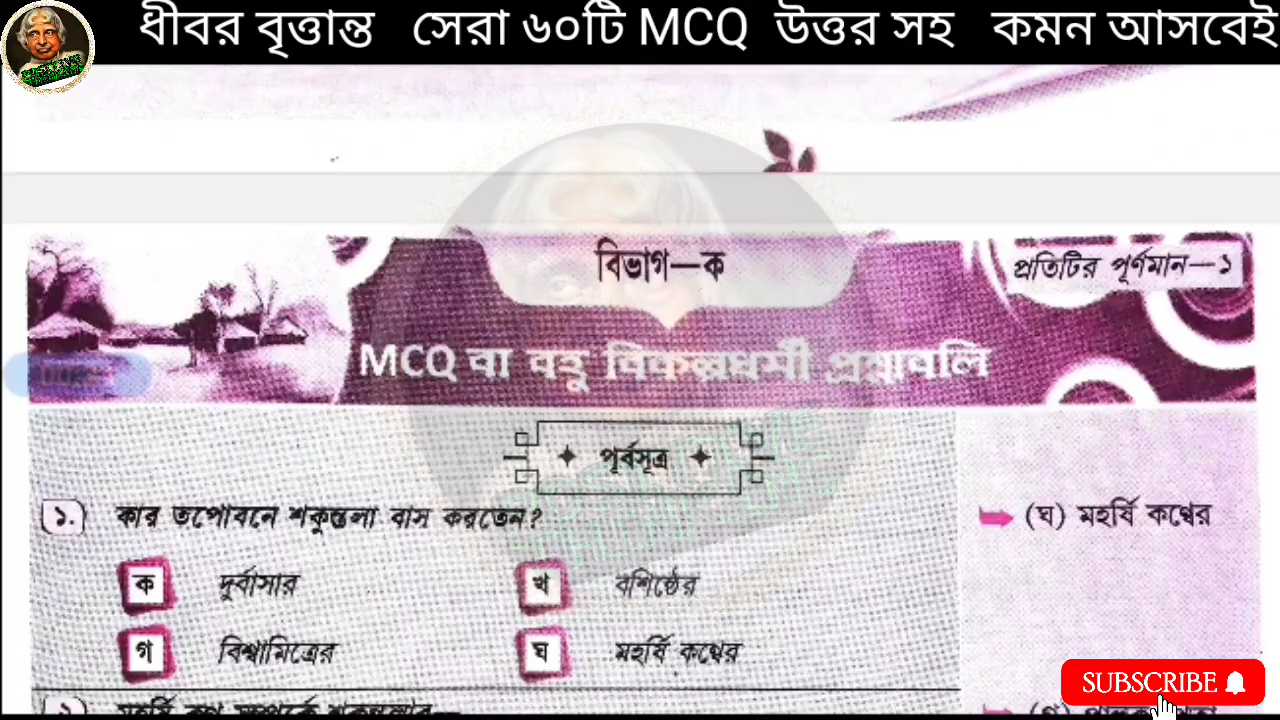 ধীবর বৃত্তান্ত সেরা ৬০টি MCQ উত্তর সহ কমন আসবেই
বিভাগ—ক
প্রতিটির পূর্ণমান—১
MCQ বা বহু বিকল্পধর্মী প্রশ্নাবলি
পূর্বসূত্র
১. কার তপোবনে শকুন্তলা বাস করতেন?
(ঘ) মহর্ষি কণ্বের
ক দুর্বাসার খ বশিষ্ঠের
গ বিশ্বামিত্রের ঘ মহর্ষি কণ্বের
SUBSCRIBE